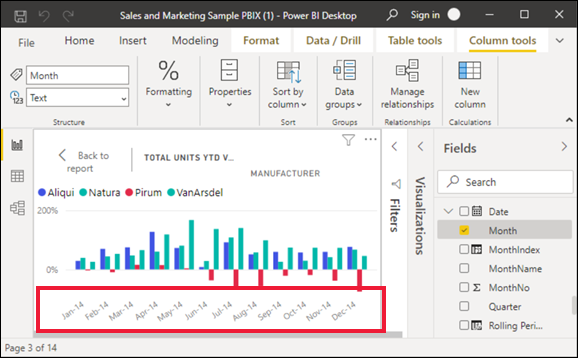 Sales and Marketing Sample PBIX (1) - Power BI Desktop
Sign in
File
Home
Insert
Modeling
Format
Data / Drill
Table tools
Column tools
Month
Text
Structure
Formatting
Properties
Sort by
column
Sort
Data
groups
Groups
Manage
relationships
Relationships
New
column
Calculations
Back to
report
TOTAL UNITS YTD V...
MANUFACTURER
Aliqui
Natura
Pirum
VanArsdel
200%
0%
Jan-14
Feb-14
Mar-14
Apr-14
May-14
Jun-14
Jul-14
Aug-14
Sep-14
Oct-14
Nov-14
Dec-14
Filters
Visualizations
Fields
Search
Date
Month
MonthIndex
MonthName
MonthNo
Quarter
Rolling Peri...
Page 3 of 14